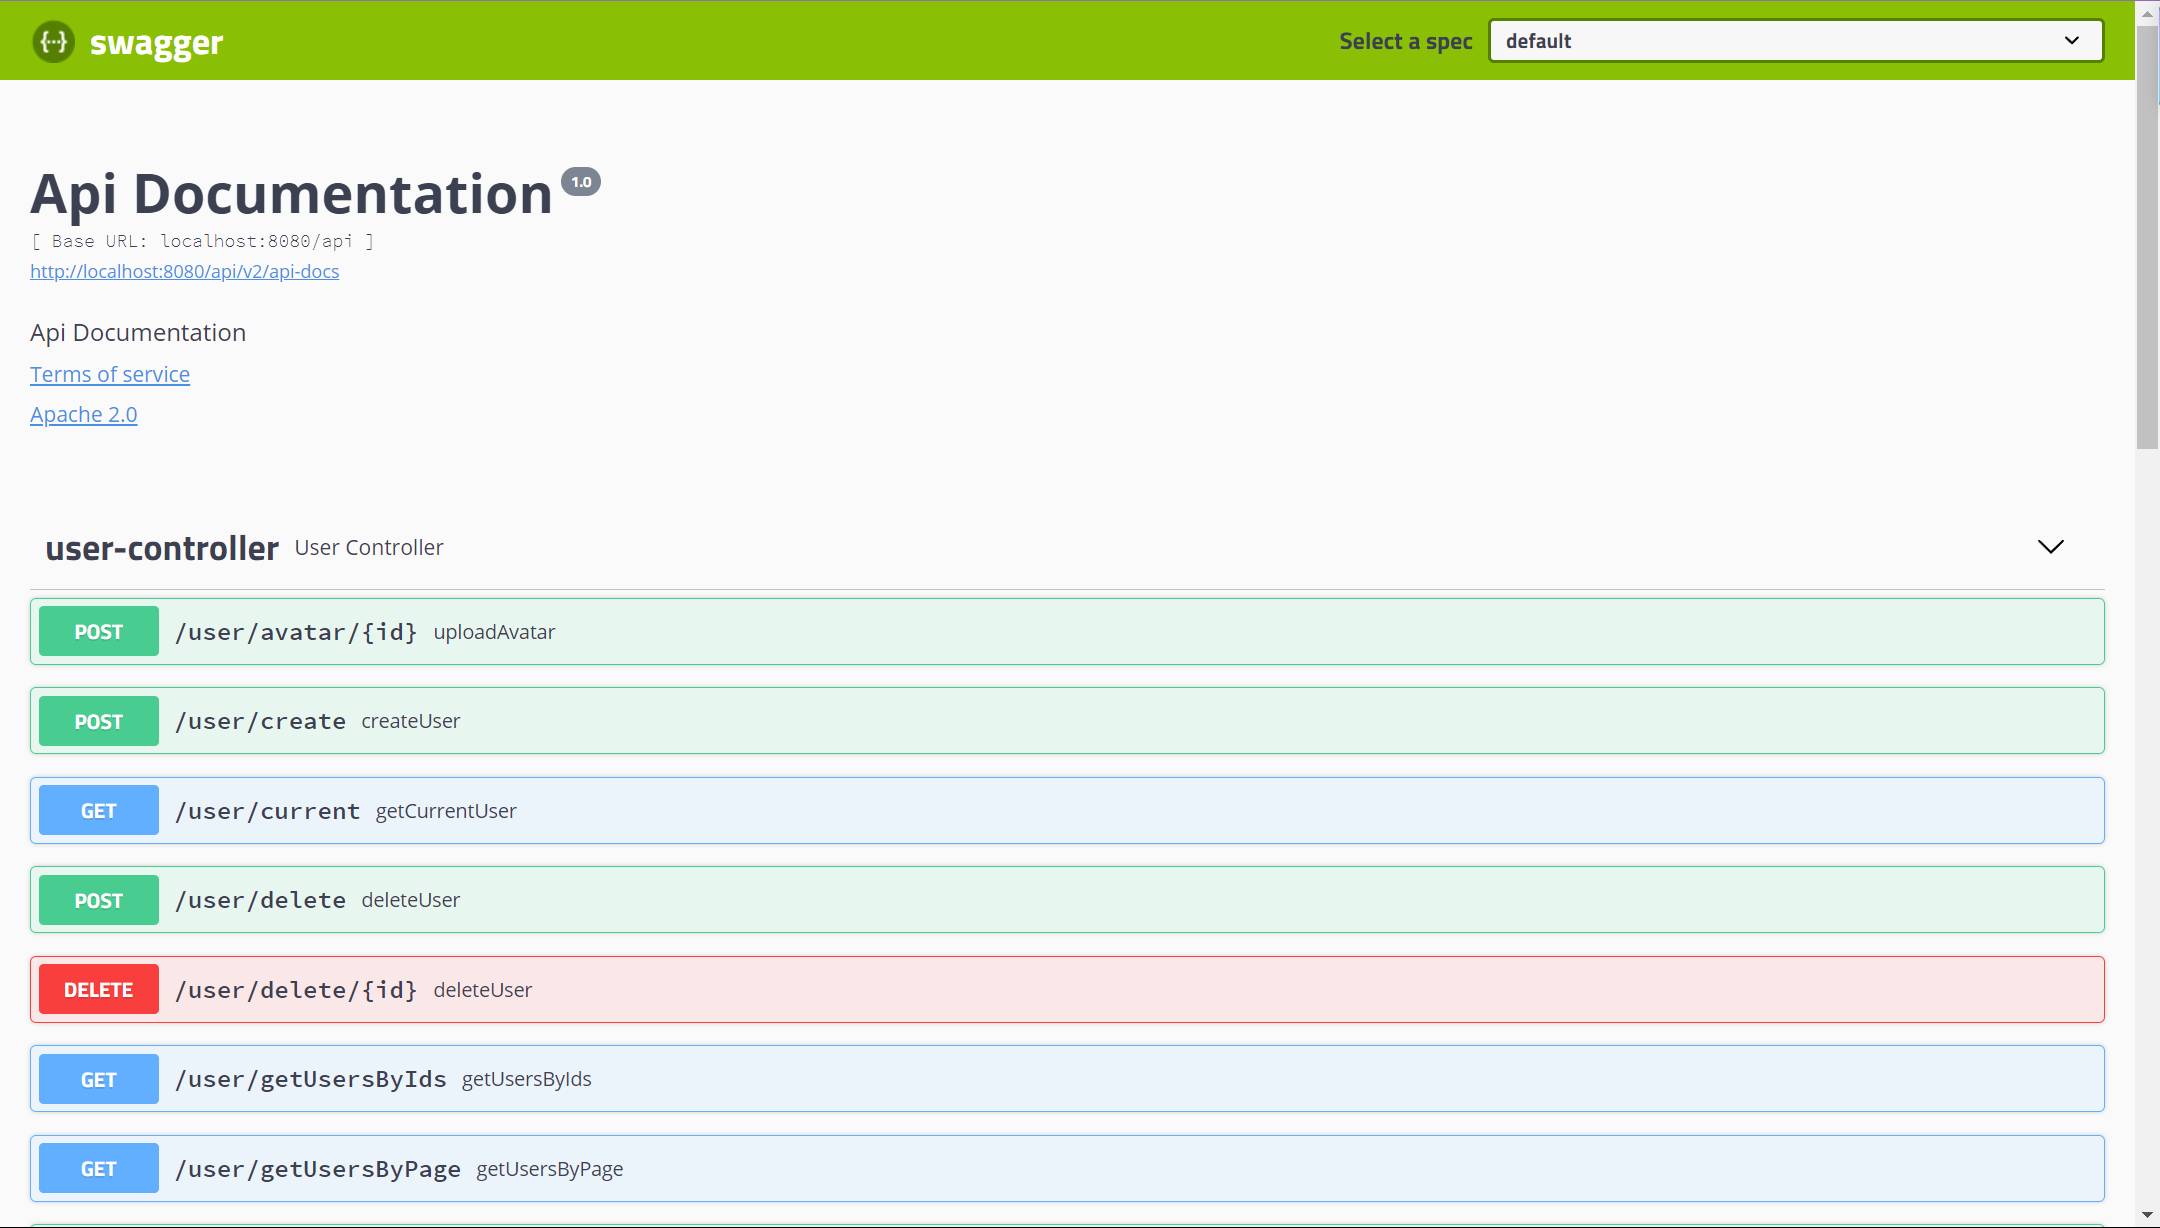 swagger
Select a spec default
Api Documentation 1.0
[ Base URL: localhost:8080/api ]
http://localhost:8080/api/v2/api-docs
Api Documentation
Terms of service
Apache 2.0
user-controller User Controller
POST /user/avatar/{id} uploadAvatar
POST /user/create createUser
GET /user/current getCurrentUser
POST /user/delete deleteUser
DELETE /user/delete/{id} deleteUser
GET /user/getUsersByIds getUsersByIds
GET /user/getUsersByPage getUsersByPage